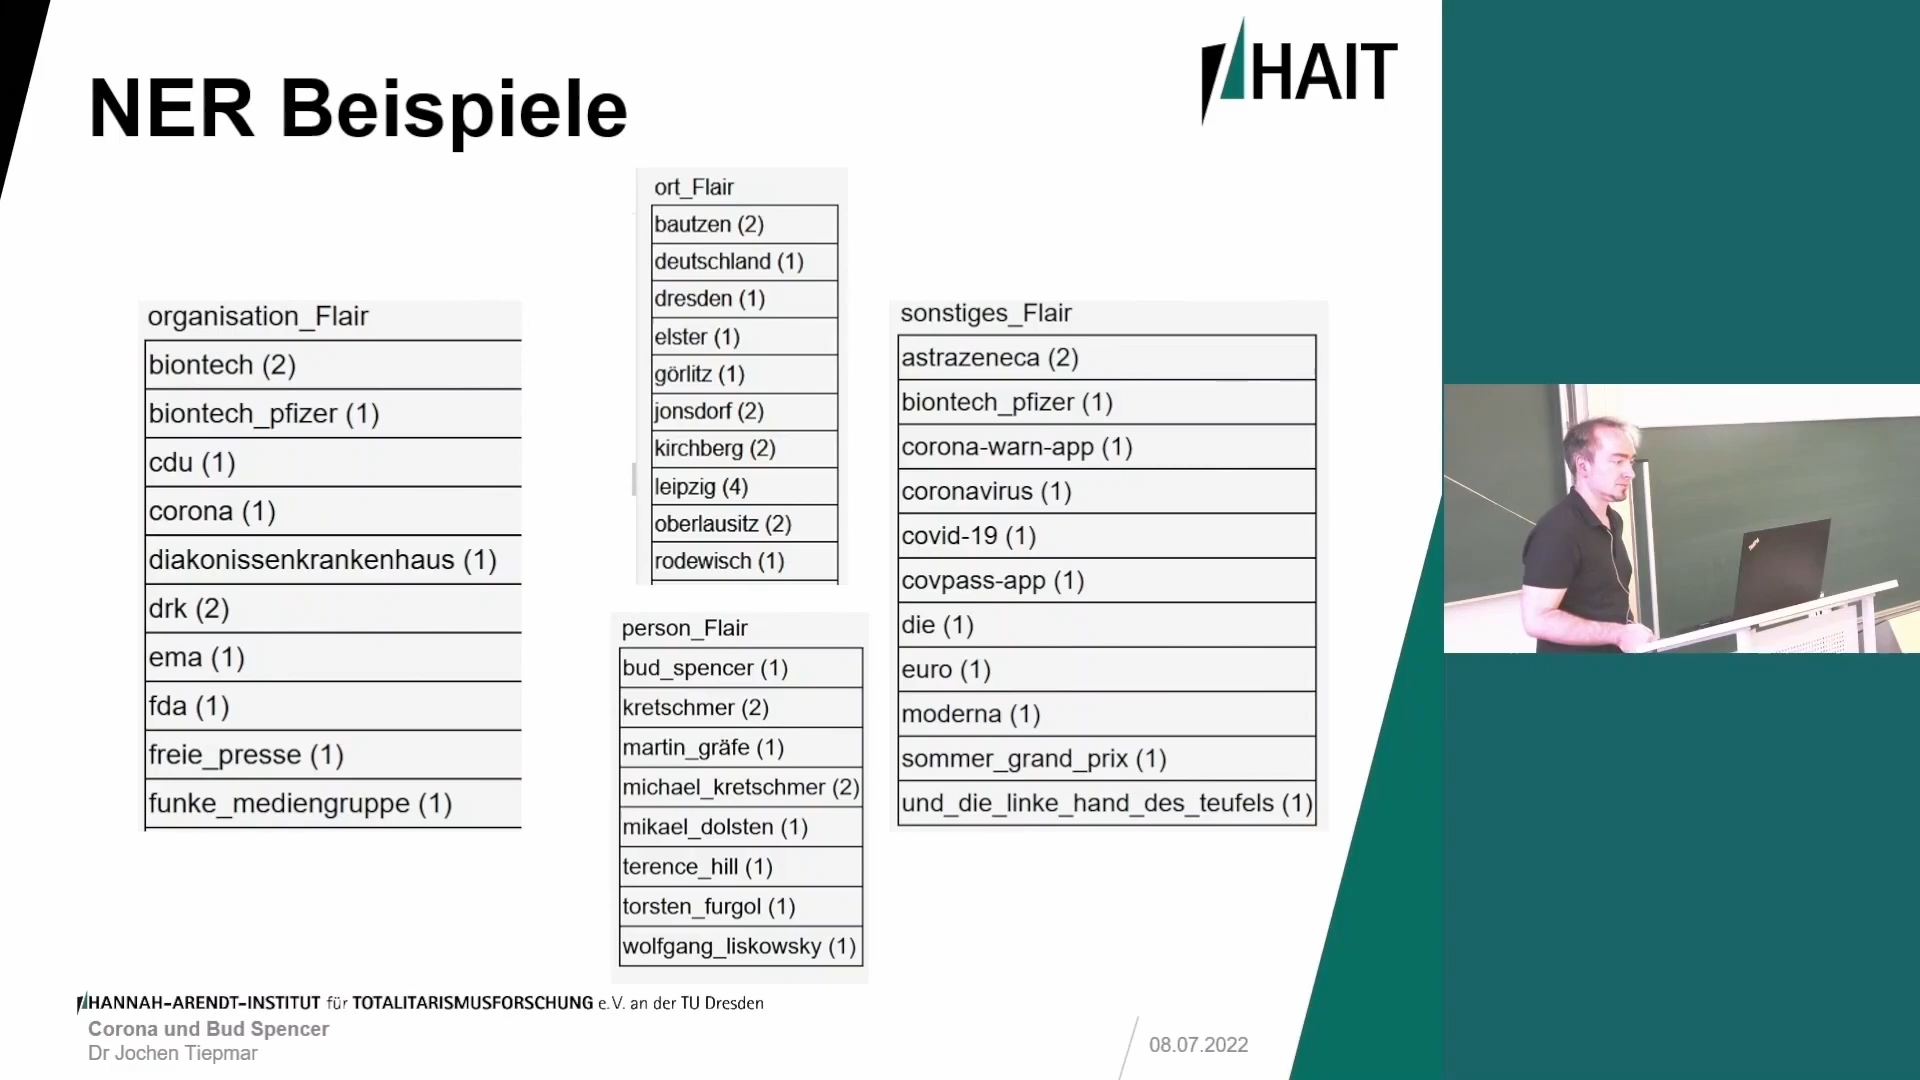 NER Beispiele
HAIT
organisation_Flair
biontech (2)
biontech_pfizer (1)
cdu (1)
corona (1)
diakonissenkrankenhaus (1)
drk (2)
ema (1)
fda (1)
freie_presse (1)
funke_mediengruppe (1)
ort_Flair
bautzen (2)
deutschland (1)
dresden (1)
elster (1)
görlitz (1)
jonsdorf (2)
kirchberg (2)
leipzig (4)
oberlausitz (2)
rodewisch (1)
person_Flair
bud_spencer (1)
kretschmer (2)
martin_gräfe (1)
michael_kretschmer (2)
mikael_dolsten (1)
terence_hill (1)
torsten_furgol (1)
wolfgang_liskowsky (1)
sonstiges_Flair
astrazeneca (2)
biontech_pfizer (1)
corona-warn-app (1)
coronavirus (1)
covid-19 (1)
covpass-app (1)
die (1)
euro (1)
moderna (1)
sommer_grand_prix (1)
und_die_linke_hand_des_teufels (1)
HANNAH-ARENDT-INSTITUT für TOTALITARISMUSFORSCHUNG e.V. an der TU Dresden
Corona und Bud Spencer
Dr Jochen Tiepmar
08.07.2022